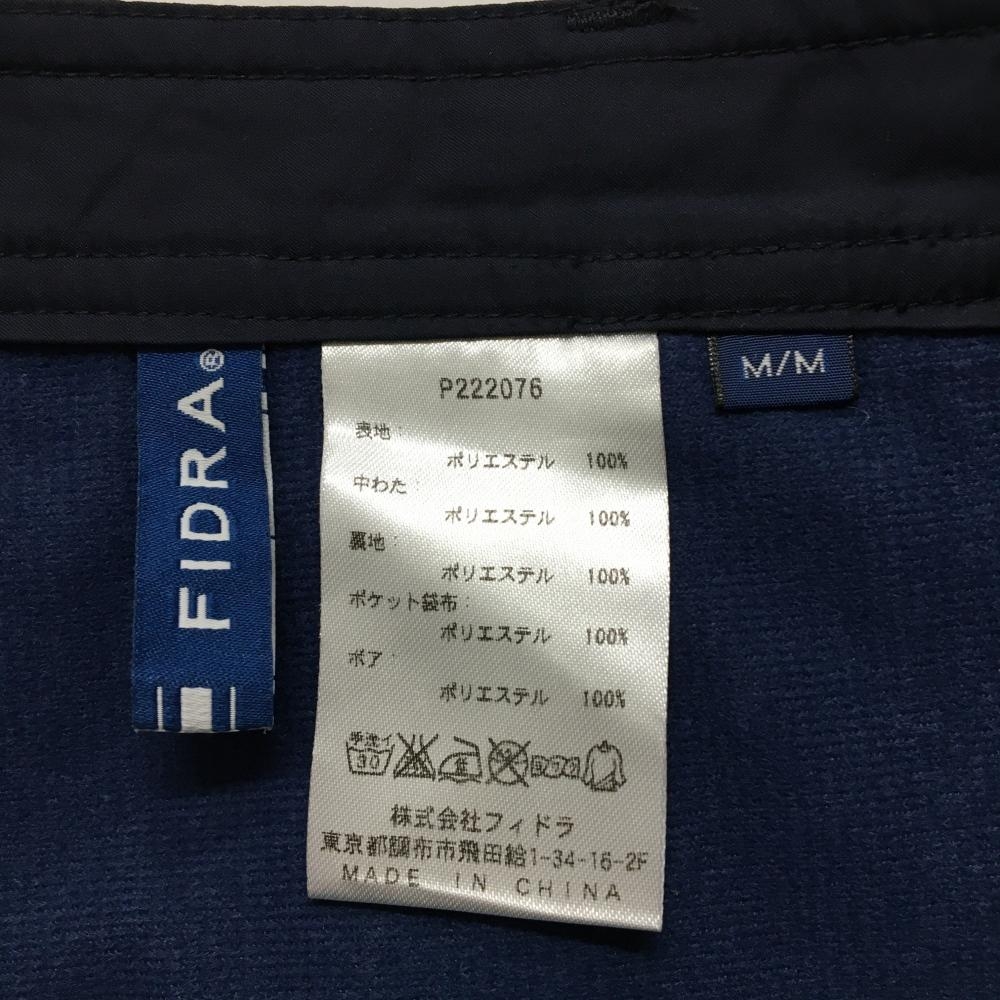 FIDRA®
P222076
表地:
ポリエステル 100%
中わた:
ポリエステル 100%
裏地:
ポリエステル 100%
ポケット袋布:
ポリエステル 100%
ボア:
ポリエステル 100%
手洗イ
30
株式会社フィドラ
東京都調布市飛田給1-34-16-2F
MADE IN CHINA
M/M